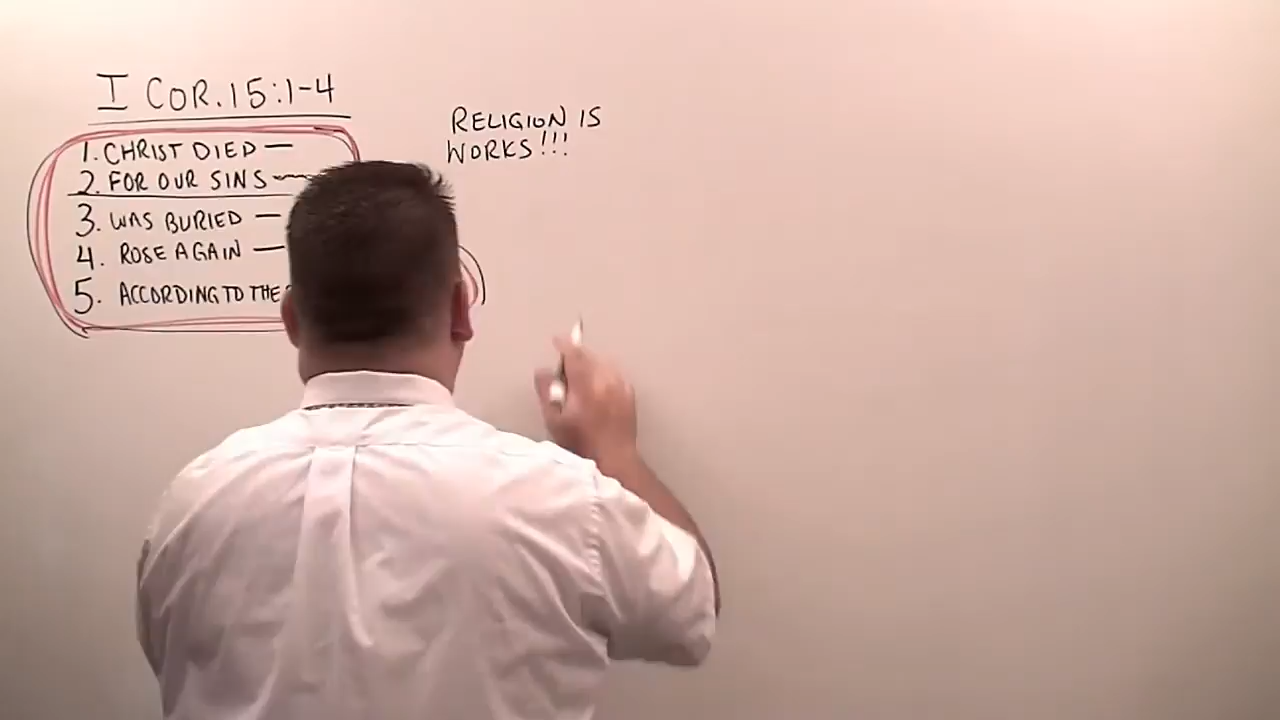 I COR. 15:1-4
1. CHRIST DIED —
2. FOR OUR SINS —
3. WAS BURIED —
4. ROSE AGAIN —
5. ACCORDING TO THE
RELIGION IS
WORKS!!!